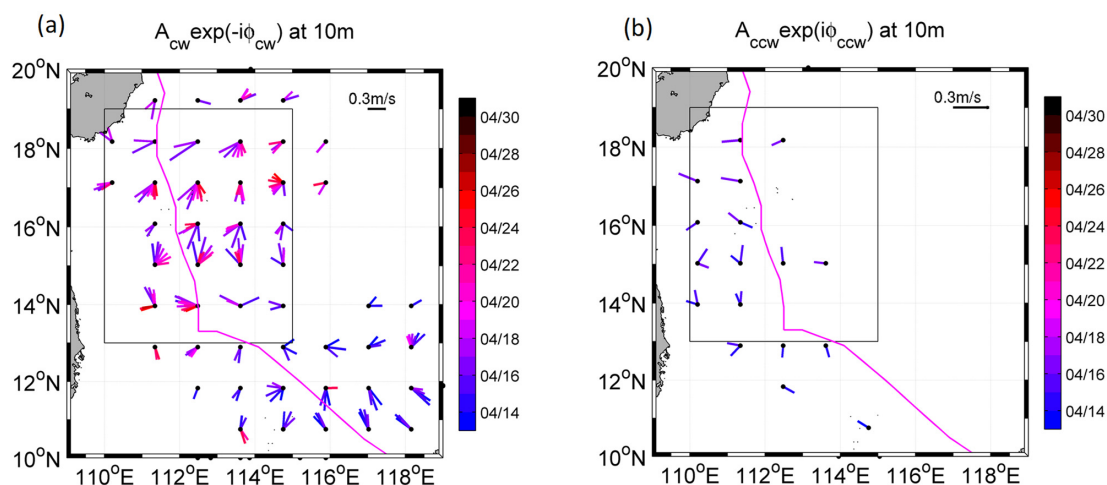 (a)
A_cw exp(-iϕ_cw) at 10m
20°N
18°N
16°N
14°N
12°N
10°N
110°E 112°E 114°E 116°E 118°E
0.3m/s
04/30
04/28
04/26
04/24
04/22
04/20
04/18
04/16
04/14
(b)
A_ccw exp(iϕ_ccw) at 10m
20°N
18°N
16°N
14°N
12°N
10°N
110°E 112°E 114°E 116°E 118°E
0.3m/s
04/30
04/28
04/26
04/24
04/22
04/20
04/18
04/16
04/14